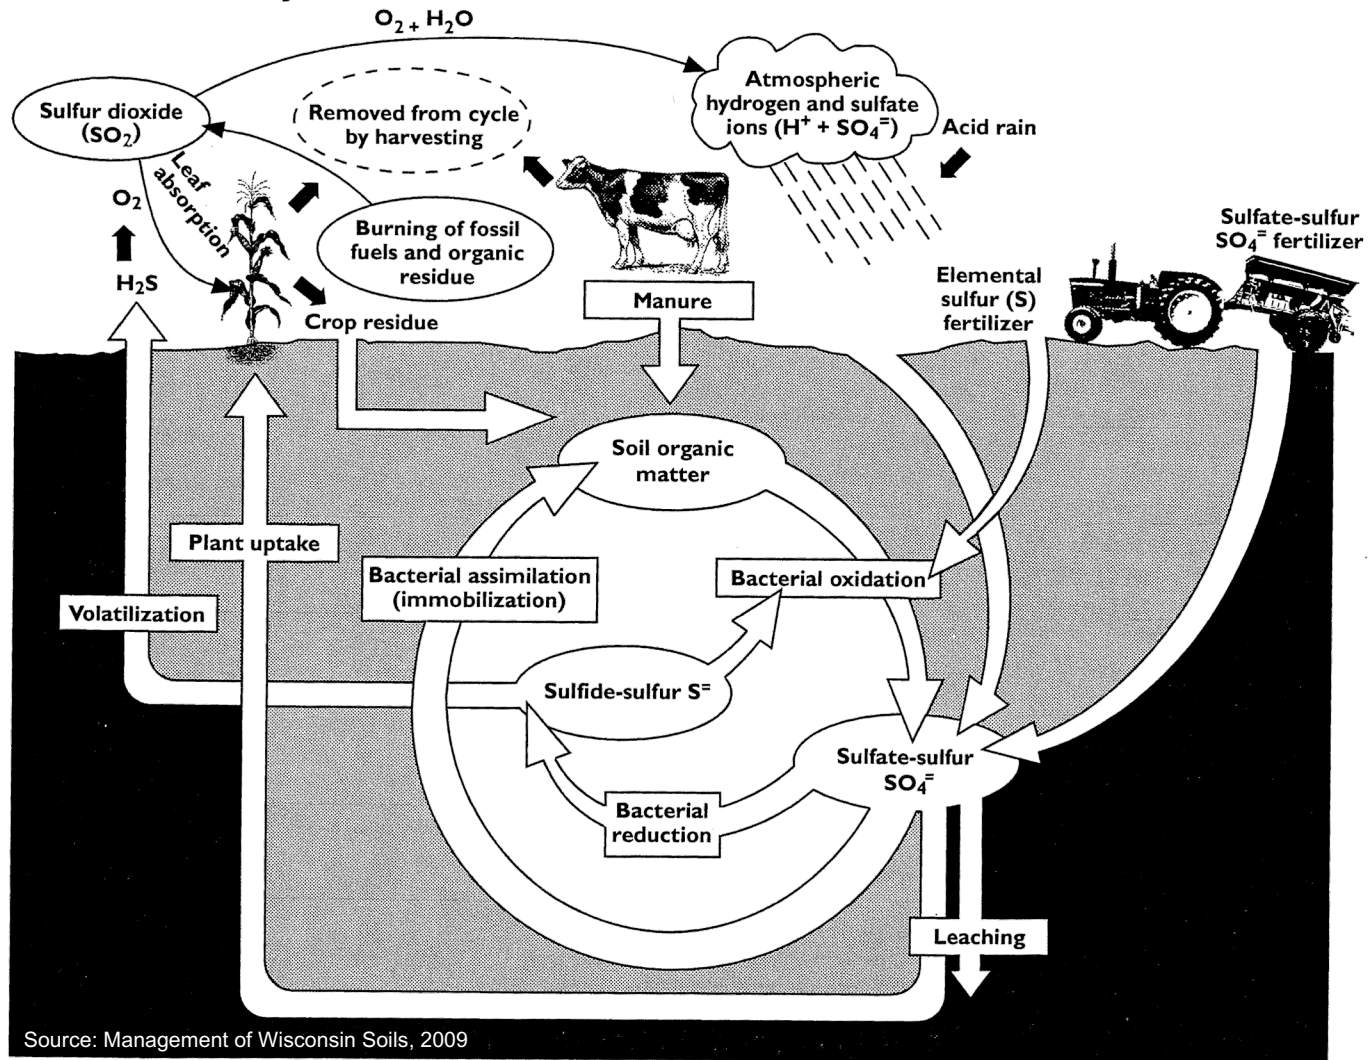 O₂ + H₂O
Sulfur dioxide
(SO₂)
Removed from cycle
by harvesting
Atmospheric
hydrogen and sulfate
ions (H⁺ + SO₄⁼)
Acid rain
Leaf
absorption
O₂
H₂S
Burning of fossil
fuels and organic
residue
Crop residue
Manure
Elemental
sulfur (S)
fertilizer
Sulfate-sulfur
SO₄⁼ fertilizer
Soil organic
matter
Plant uptake
Bacterial assimilation
(immobilization)
Bacterial oxidation
Volatilization
Sulfide-sulfur S⁼
Sulfate-sulfur
SO₄⁼
Bacterial
reduction
Leaching
Source: Management of Wisconsin Soils, 2009